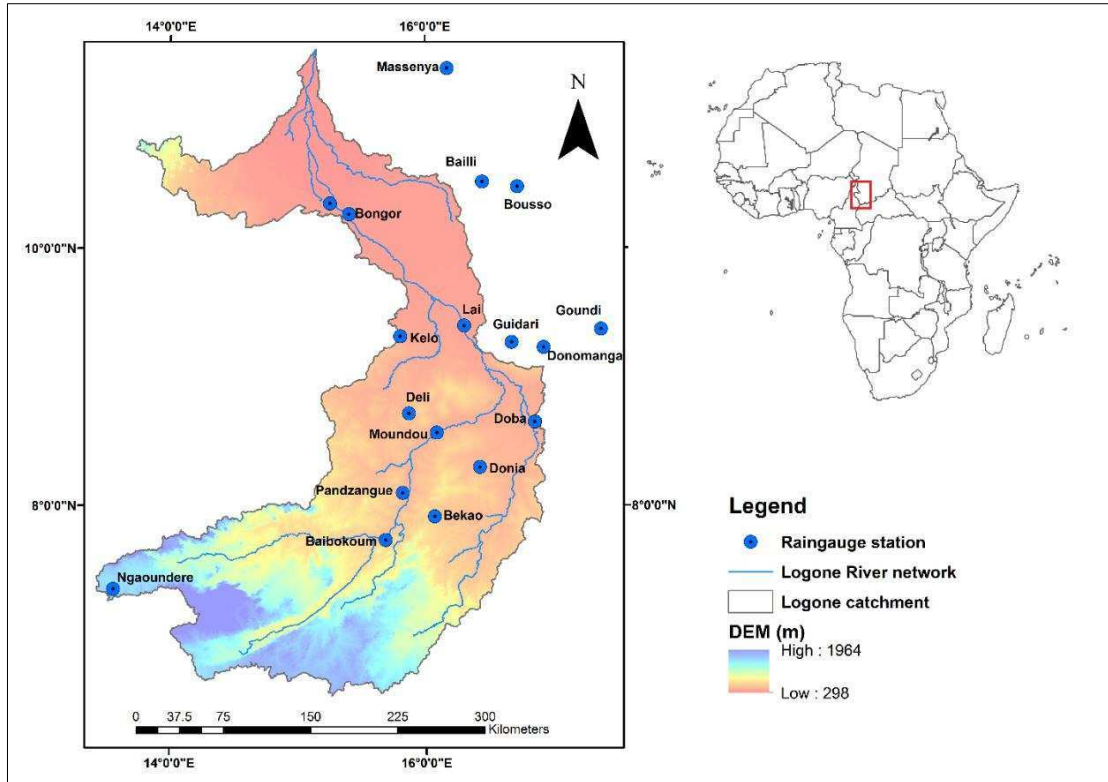 14°0'0"E 16°0'0"E
Massenya
N
Bailli
Bousso
Bongor
10°0'0"N 10°0'0"N
Lai
Goundi
Guidari
Kelo
Donomanga
Deli
Doba
Moundou
Donia
Pandzangue
8°0'0"N 8°0'0"N
Bekao
Baibokoum
Ngaoundere
0 37.5 75 150 225 300
Kilometers
14°0'0"E 16°0'0"E
Legend
Raingauge station
Logone River network
Logone catchment
DEM (m)
High : 1964
Low : 298